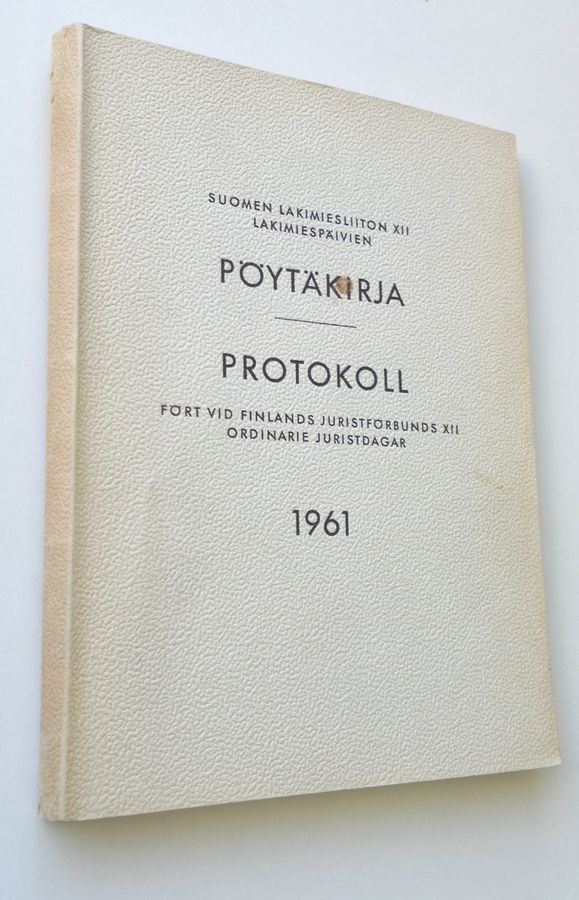 SUOMEN LAKIMIESLIITON XII
LAKIMIESPÄIVIEN
PÖYTÄKIRJA
PROTOKOLL
FÖRT VID FINLANDS JURISTFÖRBUNDS XII
ORDINARIE JURISTDAGAR
1961